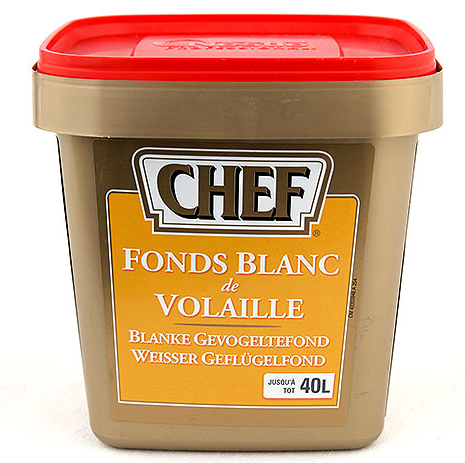 CHEF
®
FONDS BLANC
de
VOLAILLE
BLANKE GEVOGELTEFOND
WEISSER GEFLÜGELFOND
JUSQU'À
TOT 40L